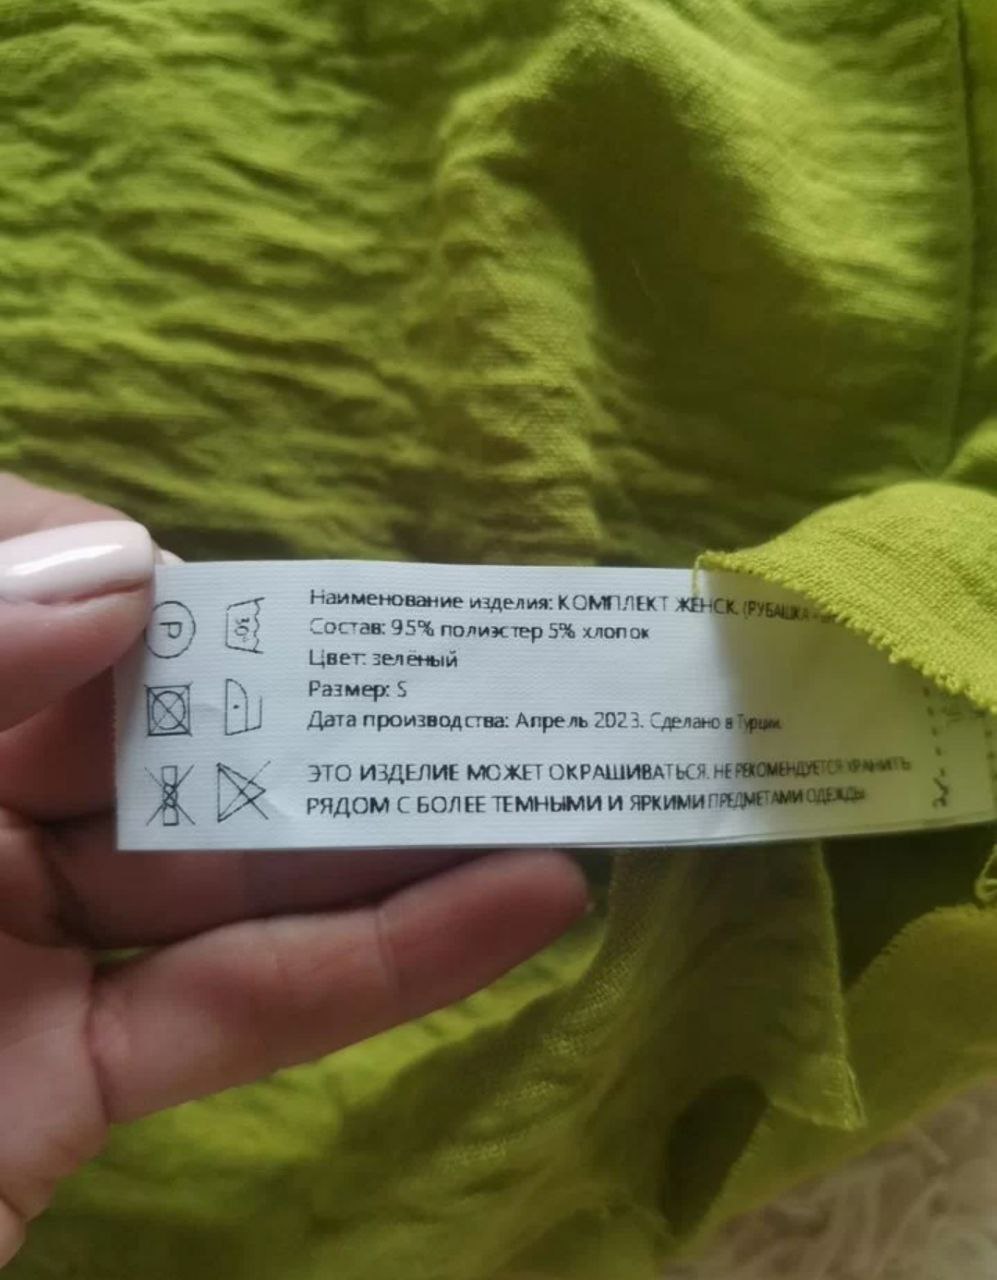 Наименование изделия: КОМПЛЕКТ ЖЕНСК. (РУБАШКА +
Состав: 95% полиэстер 5% хлопок
Цвет: зелёный
Размер: S
Дата производства: Апрель 2023. Сделано в Турции
ЭТО ИЗДЕЛИЕ МОЖЕТ ОКРАШИВАТЬСЯ. НЕ РЕКОМЕНДУЕТСЯ ХРАНИТЬ
РЯДОМ С БОЛЕЕ ТЕМНЫМИ И ЯРКИМИ ПРЕДМЕТАМИ ОДЕЖДЫ
P
30°